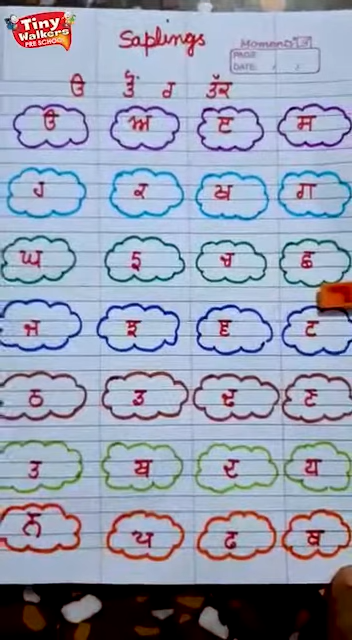 Tiny
Walkers
PRE SCHOOL
Saplings
Moments
PAGE:
DATE:
ੳ ਤੋਂ ਹ ਤੱਕ
ੳ ਅ ੲ ਸ
ਹ ਕ ਖ ਗ
ਘ ਙ ਚ ਛ
ਜ ਝ ਞ ਟ
ਠ ਡ ਢ ਣ
ਤ ਥ ਦ ਧ
ਨ ਪ ਫ ਬ